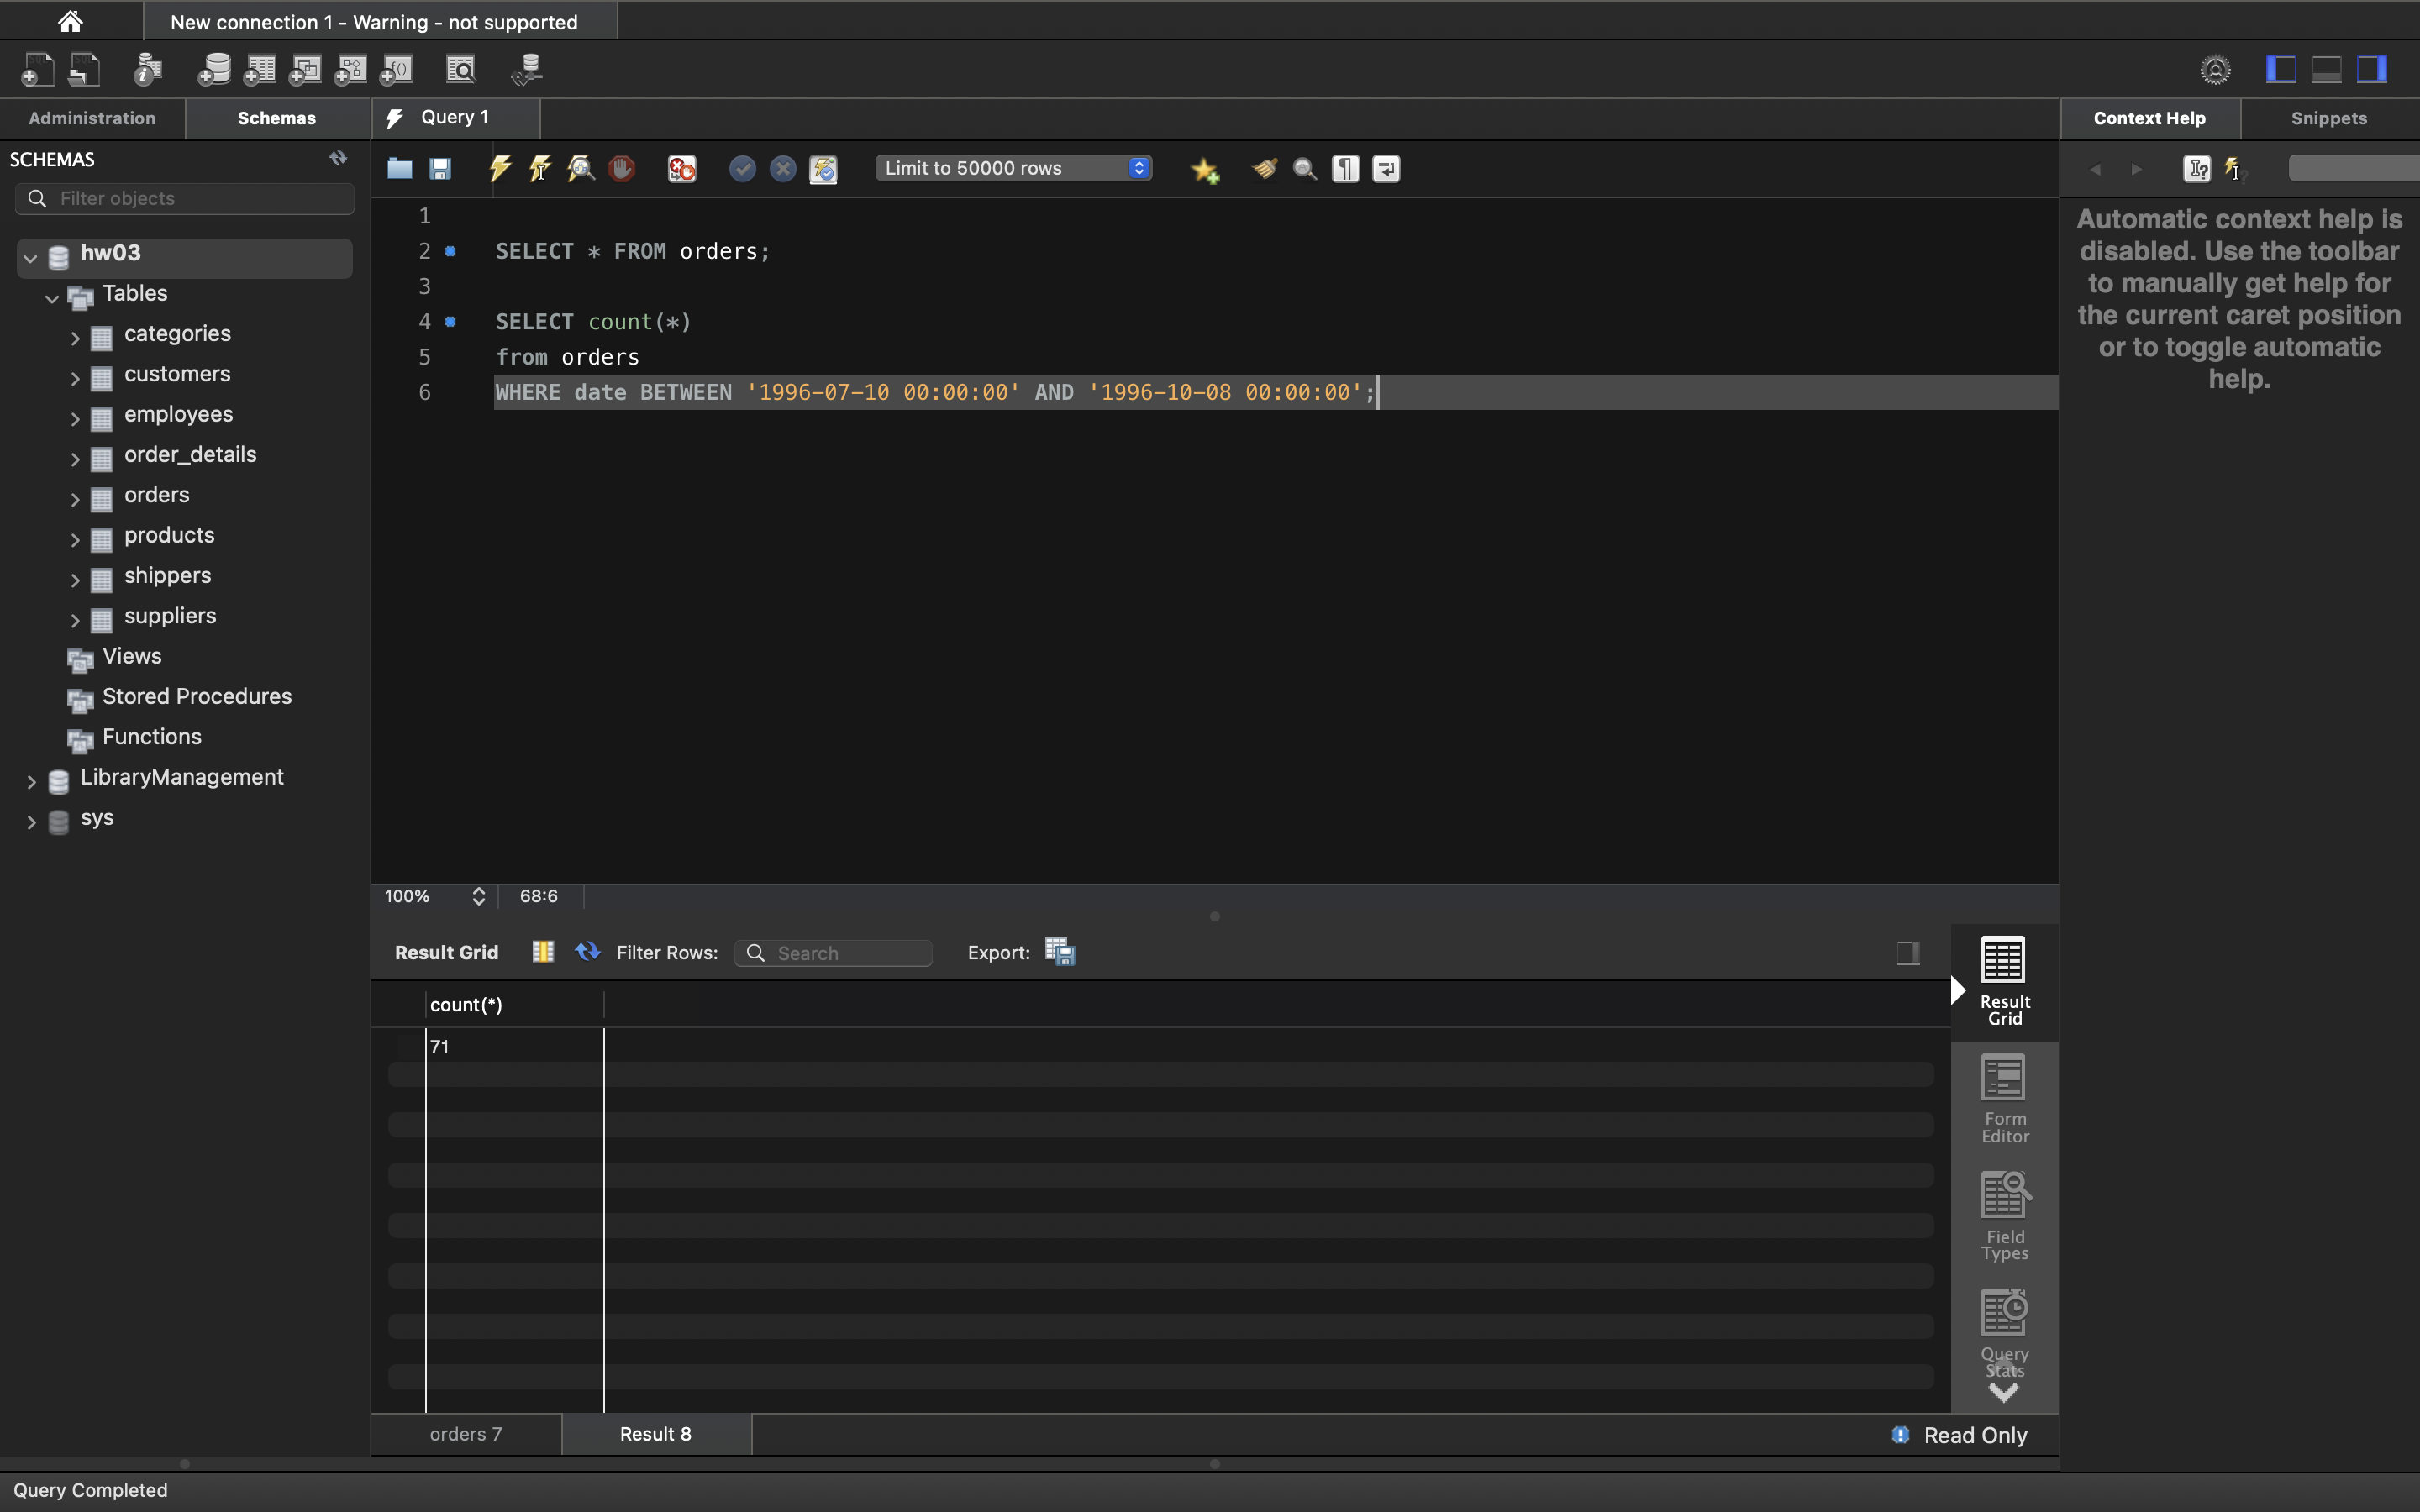 New connection 1 - Warning - not supported
Administration
Schemas
Query 1
Context Help
Snippets
SCHEMAS
Filter objects
Limit to 50000 rows
hw03
Tables
categories
customers
employees
order_details
orders
products
shippers
suppliers
Views
Stored Procedures
Functions
LibraryManagement
sys
1
2 SELECT * FROM orders;
3
4 SELECT count(*)
5 from orders
6 WHERE date BETWEEN '1996-07-10 00:00:00' AND '1996-10-08 00:00:00';
Automatic context help is
disabled. Use the toolbar
to manually get help for
the current caret position
or to toggle automatic
help.
100%
68:6
Result Grid
Filter Rows:
Search
Export:
count(*)
71
Result
Grid
Form
Editor
Field
Types
Query
Stats
orders 7
Result 8
Read Only
Query Completed